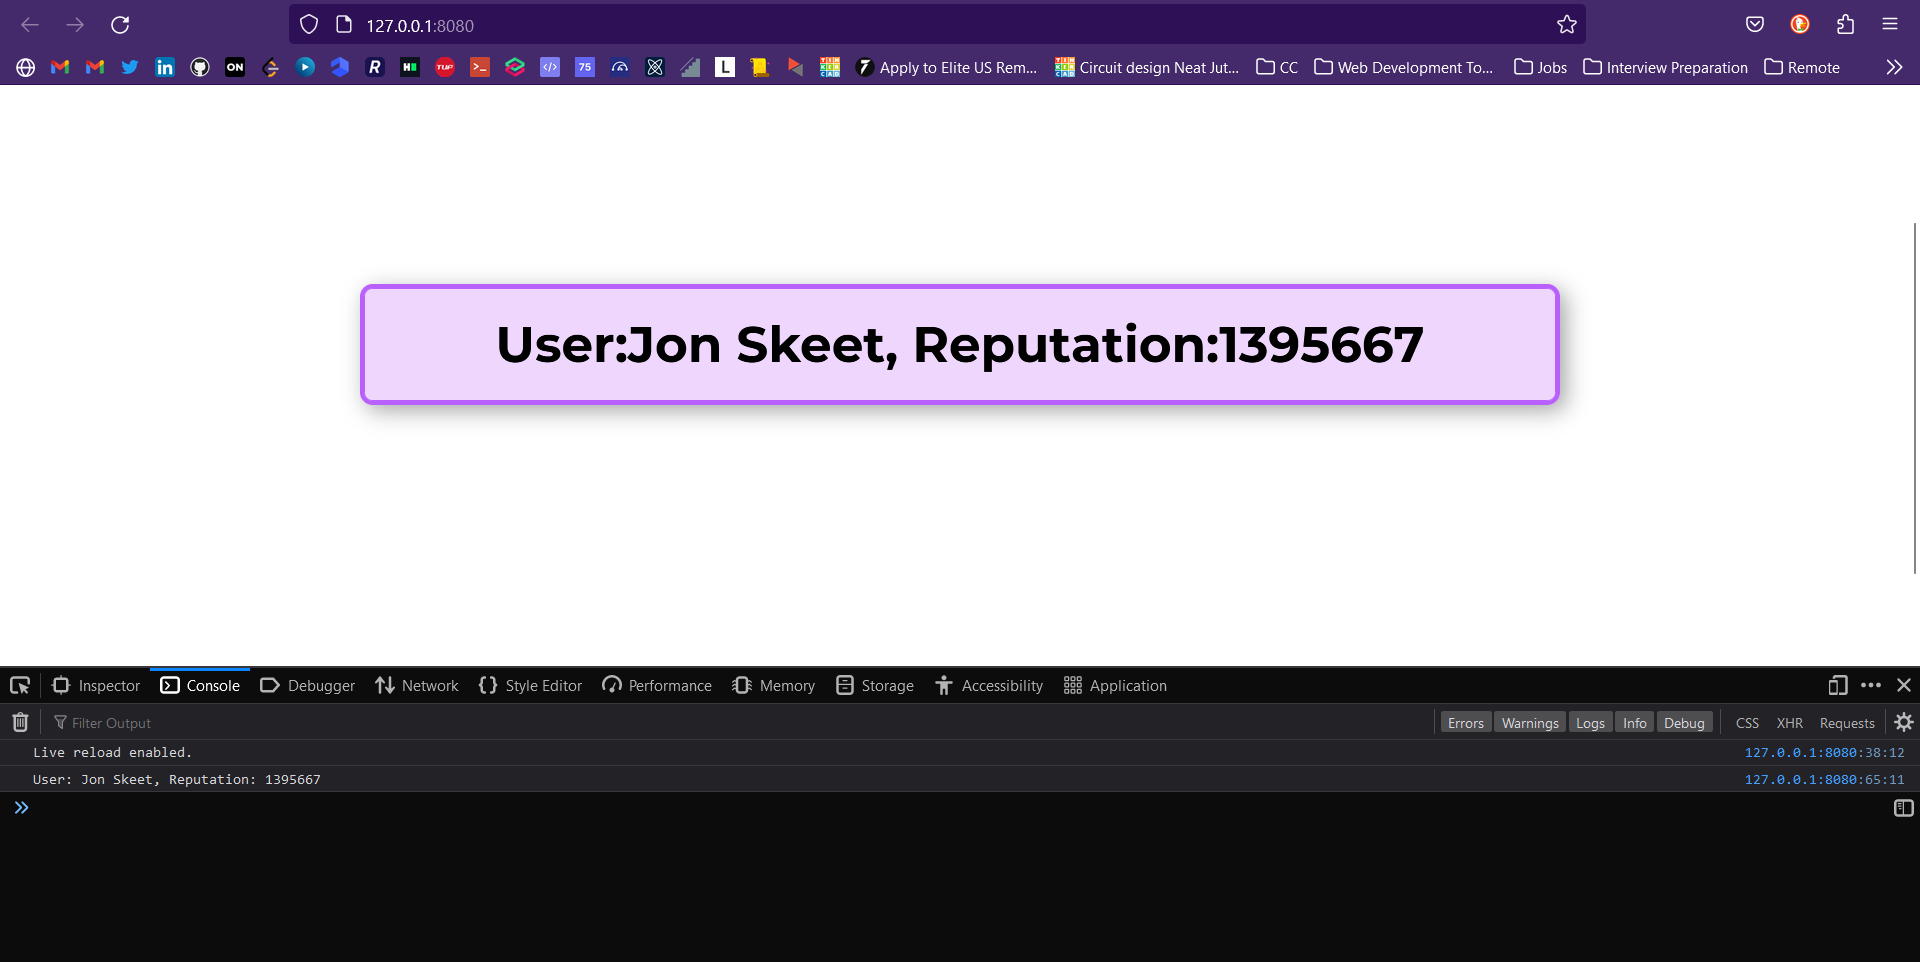 127.0.0.1:8080
ON R H TUF >_ </> 75 L Apply to Elite US Rem... Circuit design Neat Jut... CC Web Development To... Jobs Interview Preparation Remote
User:Jon Skeet, Reputation:1395667
Inspector Console Debugger Network Style Editor Performance Memory Storage Accessibility Application
Filter Output Errors Warnings Logs Info Debug CSS XHR Requests
Live reload enabled. 127.0.0.1:8080:38:12
User: Jon Skeet, Reputation: 1395667 127.0.0.1:8080:65:11